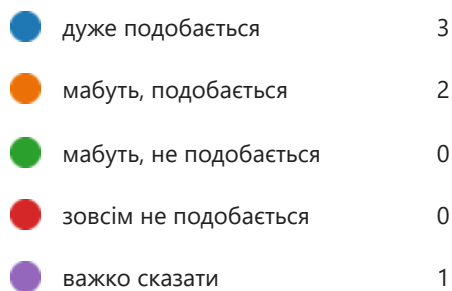 дуже подобається 3
мабуть, подобається 2
мабуть, не подобається 0
зовсім не подобається 0
важко сказати 1